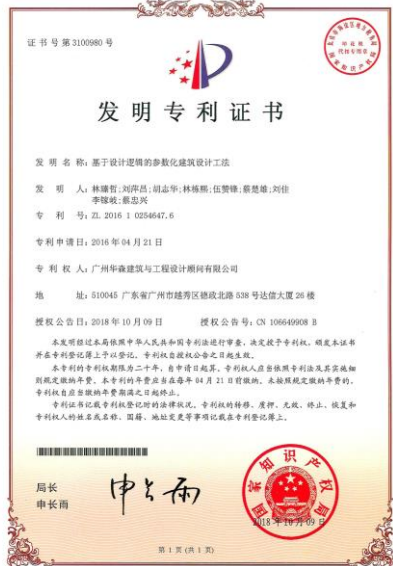 证书号第3100980号
发明专利证书
发明名称：基于设计逻辑的参数化建筑设计工法
发明人：林臻哲;刘萍昌;胡志华;林栋熙;伍赞锋;蔡楚雄;刘佳
李稼岐;蔡忠兴
专利号：ZL 2016 1 0254647.6
专利申请日：2016年04月21日
专利权人：广州华森建筑与工程设计顾问有限公司
地址：510045 广东省广州市越秀区德政北路538号达信大厦26楼
授权公告日：2018年10月09日 授权公告号：CN 106649908 B
本发明经过本局依照中华人民共和国专利法进行审查，决定授予专利权，颁发本证书
并在专利登记簿上予以登记。专利权自授权公告之日起生效。
本专利的专利权期限为二十年，自申请日起算。专利权人应当依照专利法及其实施细
则规定缴纳年费。本专利的年费应当在每年04月21日前缴纳。未按照规定缴纳年费的，
专利权自应当缴纳年费期满之日起终止。
专利证书记载专利权登记时的法律状况。专利权的转移、质押、无效、终止、恢复和
专利权人的姓名或名称、国籍、地址变更等事项记载在专利登记簿上。
局长
申长雨
国家知识产权局
2018年10月09日
第1页(共1页)